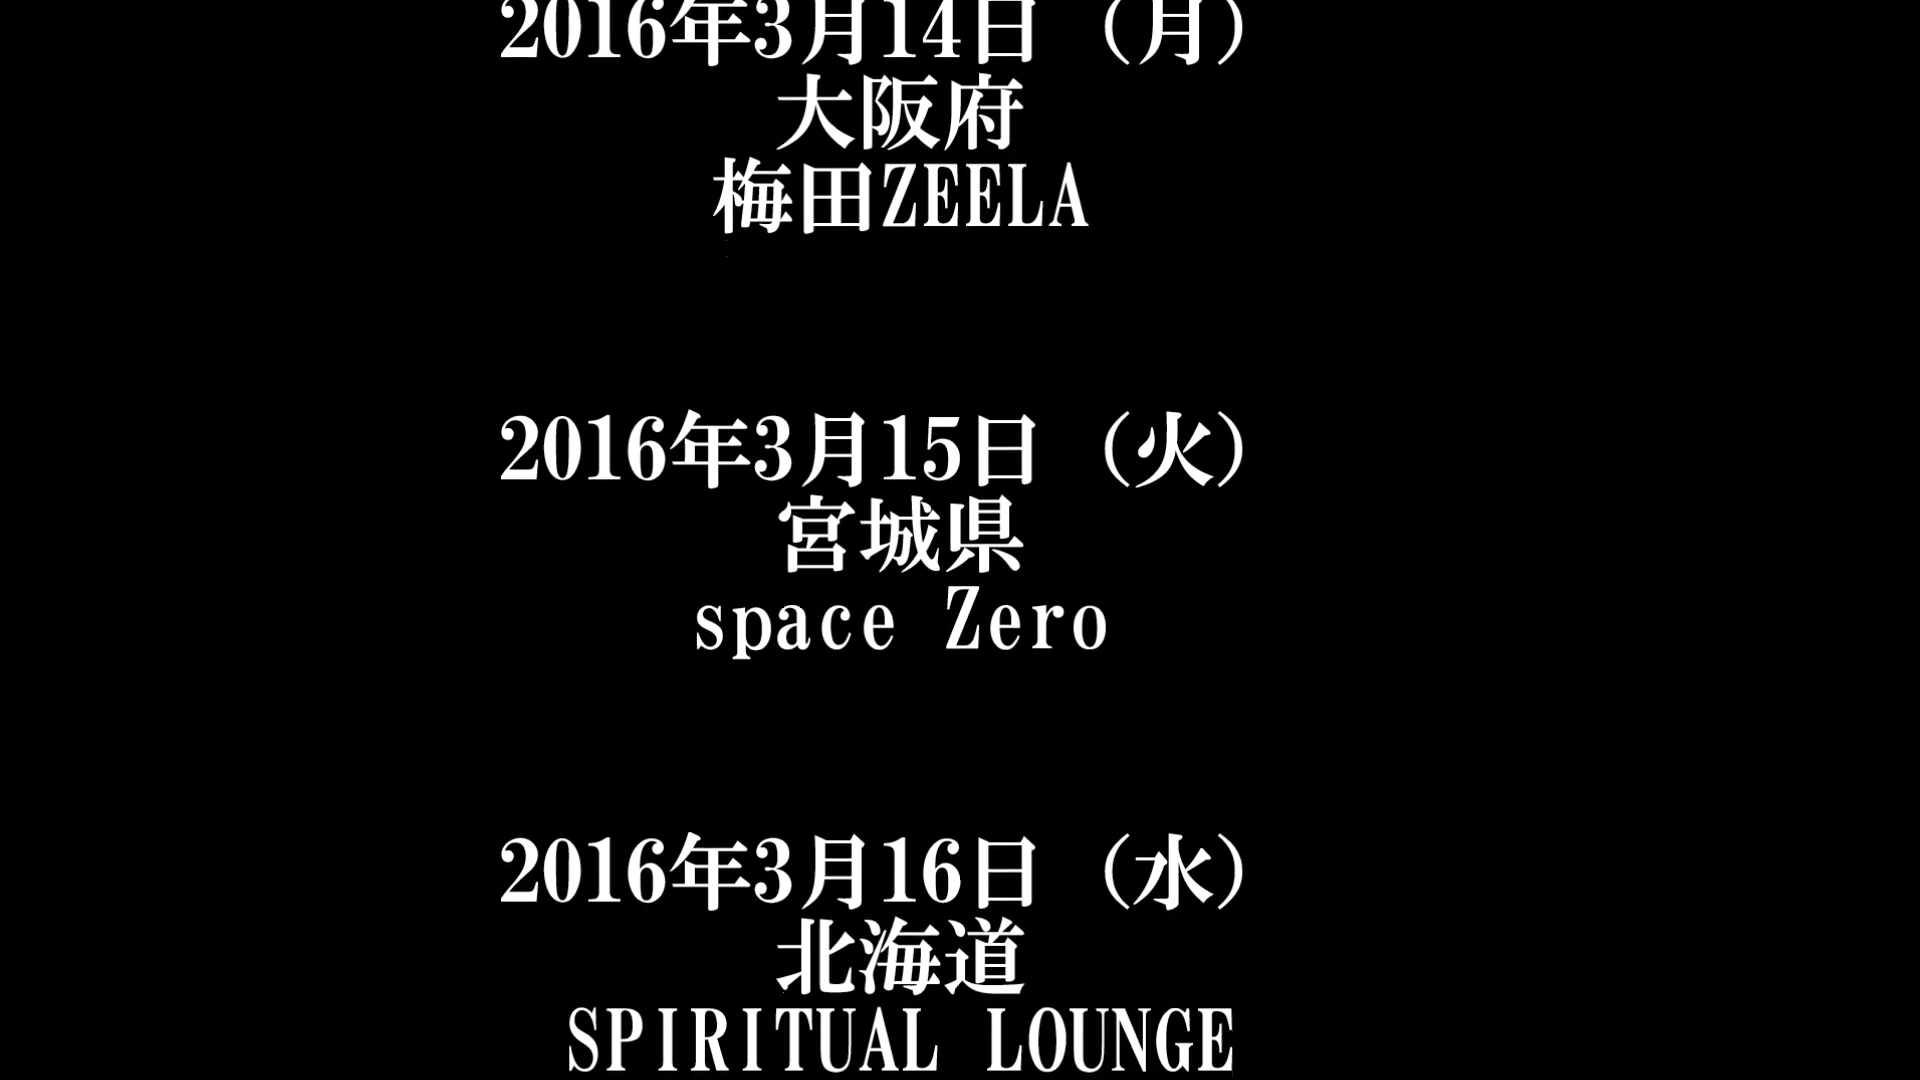 2016年3月14日（月）
大阪府
梅田ZEELA
2016年3月15日（火）
宮城県
space Zero
2016年3月16日（水）
北海道
SPIRITUAL LOUNGE